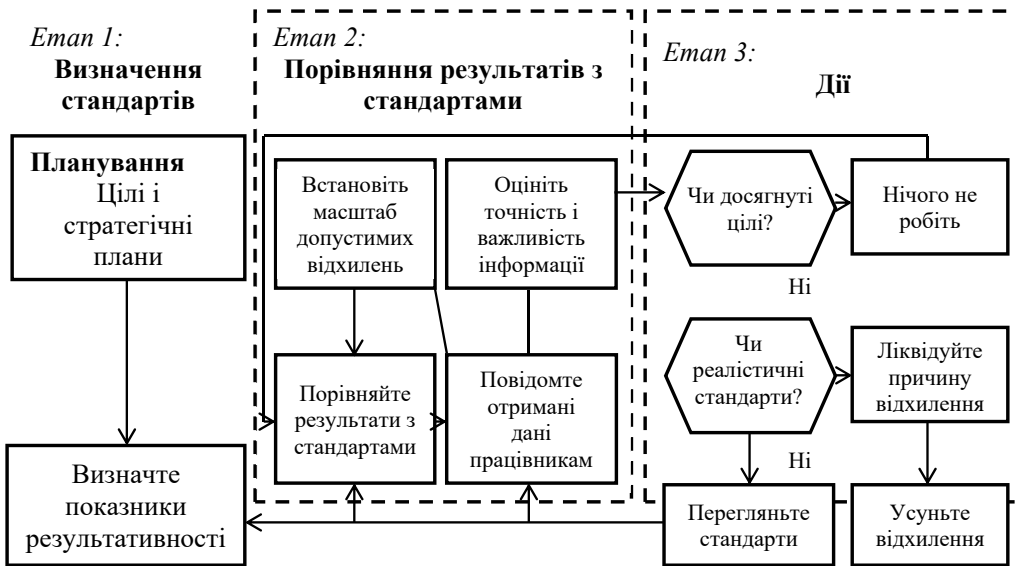 Етап 1:
Визначення
стандартів
Планування
Цілі і
стратегічні
плани
Визначте
показники
результативності
Етап 2:
Порівняння результатів з
стандартами
Встановіть
масштаб
допустимих
відхилень
Оцініть
точність і
важливість
інформації
Порівняйте
результати з
стандартами
Повідомте
отримані
дані
працівникам
Етап 3:
Дії
Чи досягнуті
цілі?
Нічого не
робіть
Ні
Чи
реалістичні
стандарти?
Ліквідуйте
причину
відхилення
Ні
Перегляньте
стандарти
Усуньте
відхилення